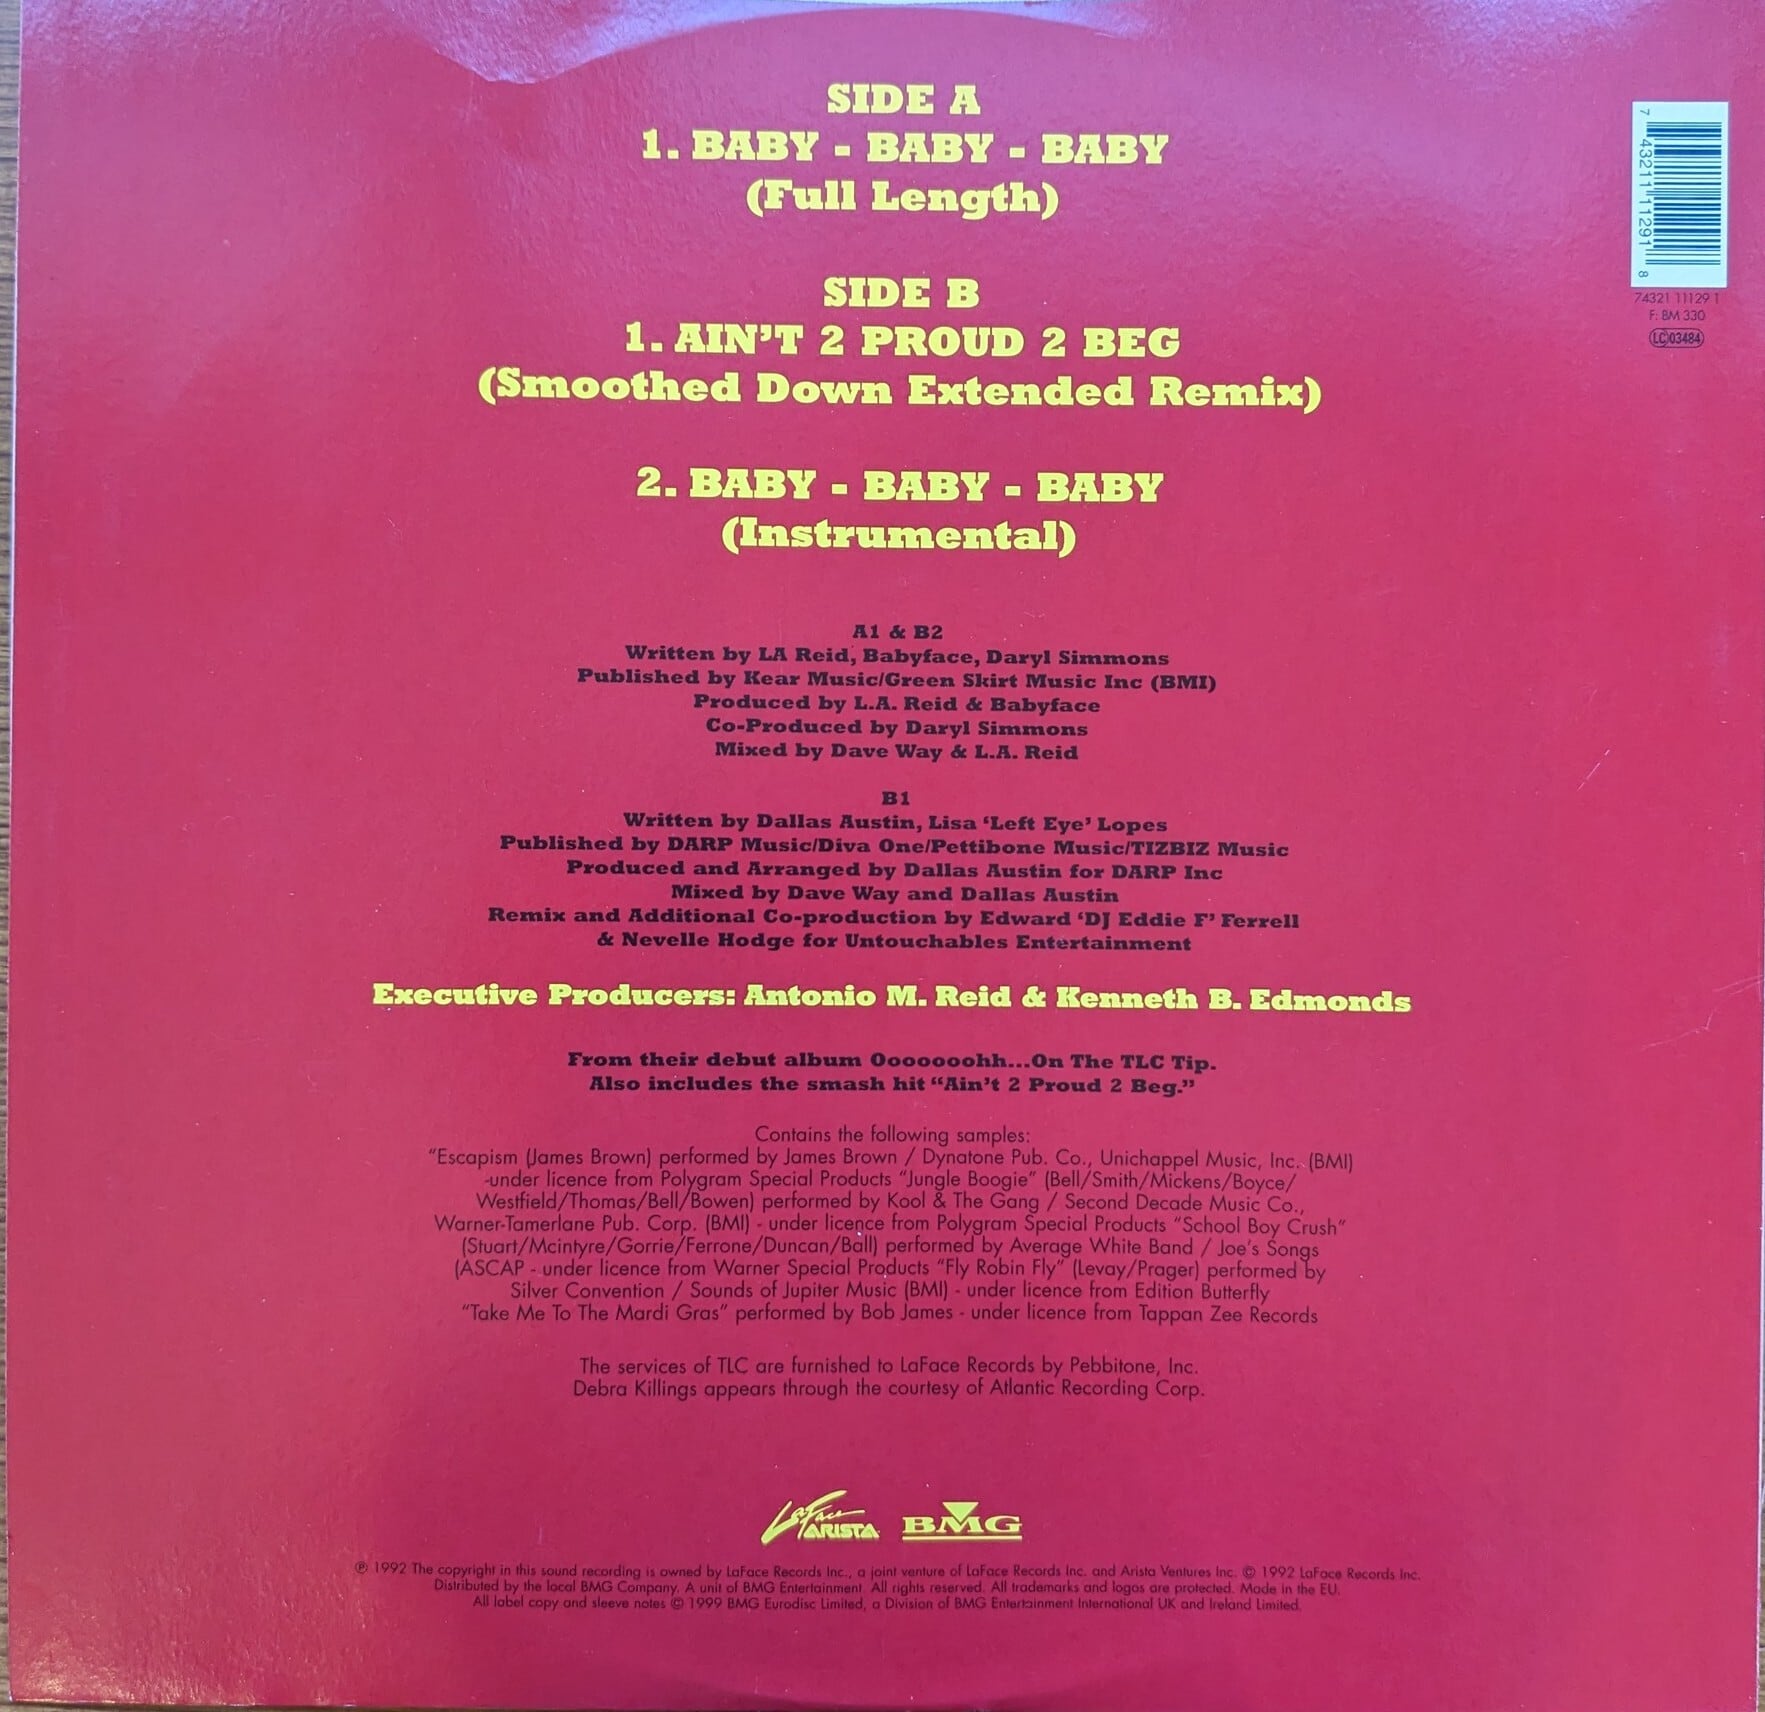 SIDE A
1. BABY - BABY - BABY
(Full Length)
SIDE B
1. AIN'T 2 PROUD 2 BEG
(Smoothed Down Extended Remix)
2. BABY - BABY - BABY
(Instrumental)
7 43211 11291 8
74321 11129 1
F: BM 330
LC 03484
A1 & B2
Written by LA Reid, Babyface, Daryl Simmons
Published by Kear Music/Green Skirt Music Inc (BMI)
Produced by L.A. Reid & Babyface
Co-Produced by Daryl Simmons
Mixed by Dave Way & L.A. Reid
B1
Written by Dallas Austin, Lisa 'Left Eye' Lopes
Published by DARP Music/Diva One/Pettibone Music/TIZBIZ Music
Produced and Arranged by Dallas Austin for DARP Inc
Mixed by Dave Way and Dallas Austin
Remix and Additional Co-production by Edward 'DJ Eddie F' Ferrell
& Nevelle Hodge for Untouchables Entertainment
Executive Producers: Antonio M. Reid & Kenneth B. Edmonds
From their debut album Ooooooohh...On The TLC Tip.
Also includes the smash hit "Ain't 2 Proud 2 Beg."
Contains the following samples:
"Escapism (James Brown) performed by James Brown / Dynatone Pub. Co., Unichappel Music, Inc. (BMI)
-under licence from Polygram Special Products "Jungle Boogie" (Bell/Smith/Mickens/Boyce/
Westfield/Thomas/Bell/Bowen) performed by Kool & The Gang / Second Decade Music Co.,
Warner-Tamerlane Pub. Corp. (BMI) - under licence from Polygram Special Products "School Boy Crush"
(Stuart/Mcintyre/Gorrie/Ferrone/Duncan/Ball) performed by Average White Band / Joe's Songs
(ASCAP - under licence from Warner Special Products "Fly Robin Fly" (Levay/Prager) performed by
Silver Convention / Sounds of Jupiter Music (BMI) - under licence from Edition Butterfly
"Take Me To The Mardi Gras" performed by Bob James - under licence from Tappan Zee Records
The services of TLC are furnished to LaFace Records by Pebbitone, Inc.
Debra Killings appears through the courtesy of Atlantic Recording Corp.
LaFace ARISTA BMG
℗ 1992 The copyright in this sound recording is owned by LaFace Records Inc., a joint venture of LaFace Records Inc. and Arista Ventures Inc. © 1992 LaFace Records Inc.
Distributed by the local BMG Company. A unit of BMG Entertainment. All rights reserved. All trademarks and logos are protected. Made in the EU.
All label copy and sleeve notes © 1999 BMG Eurodisc Limited, a Division of BMG Entertainment International UK and Ireland Limited.